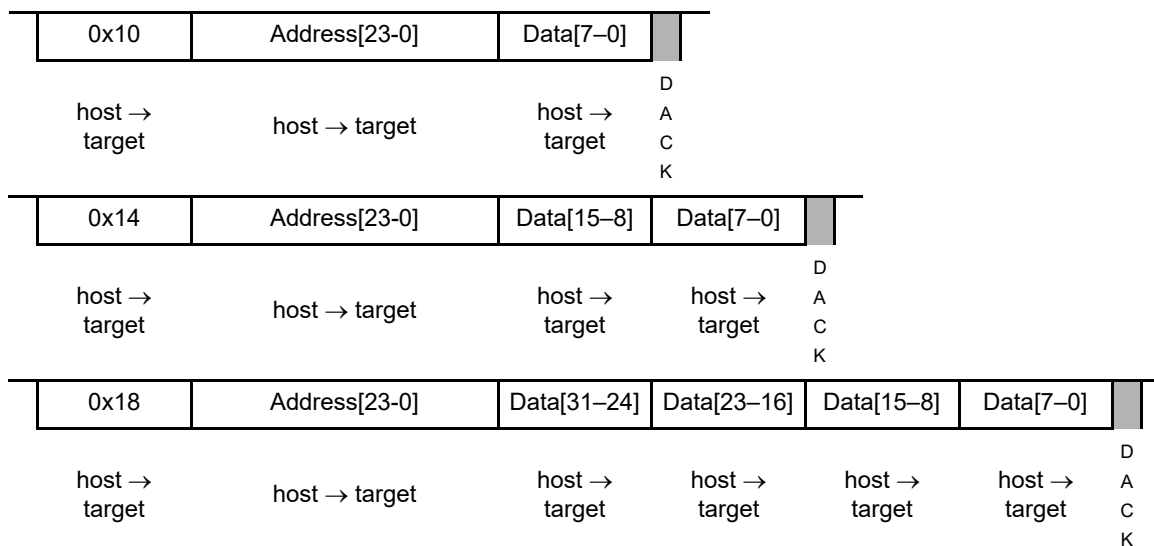 0x10 Address[23-0] Data[7–0]
host → target host → target host → target
D
A
C
K
0x14 Address[23-0] Data[15–8] Data[7–0]
host → target host → target host → target host → target
D
A
C
K
0x18 Address[23-0] Data[31–24] Data[23–16] Data[15–8] Data[7–0]
host → target host → target host → target host → target host → target host → target
D
A
C
K